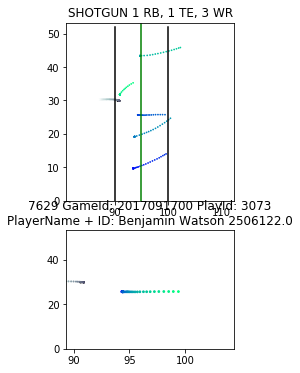 SHOTGUN 1 RB, 1 TE, 3 WR
50
40
30
20
10
0
90 100 110
7629 GameId: 2017091700 PlayId: 3073
PlayerName + ID: Benjamin Watson 2506122.0
40
20
0
90 95 100